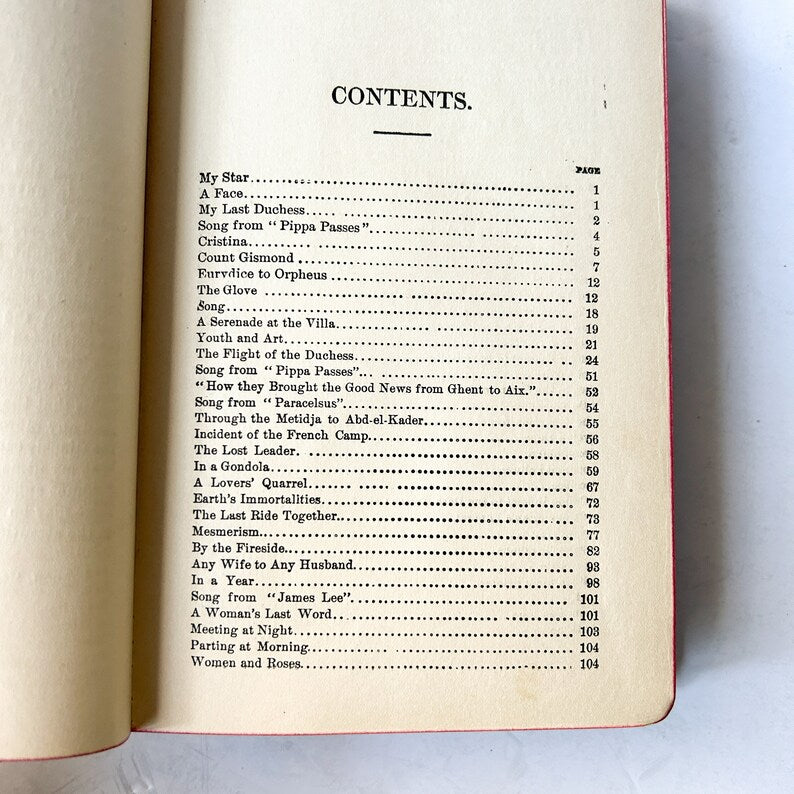 CONTENTS.
PAGE
My Star 1
A Face 1
My Last Duchess 2
Song from "Pippa Passes" 4
Cristina 5
Count Gismond 7
Eurydice to Orpheus 12
The Glove 12
Song 18
A Serenade at the Villa 19
Youth and Art 21
The Flight of the Duchess 24
Song from "Pippa Passes" 51
"How they Brought the Good News from Ghent to Aix." 52
Song from "Paracelsus" 54
Through the Metidja to Abd-el-Kader 55
Incident of the French Camp 56
The Lost Leader 58
In a Gondola 59
A Lovers' Quarrel 67
Earth's Immortalities 72
The Last Ride Together 73
Mesmerism 77
By the Fireside 82
Any Wife to Any Husband 93
In a Year 98
Song from "James Lee" 101
A Woman's Last Word 101
Meeting at Night 103
Parting at Morning 104
Women and Roses 104